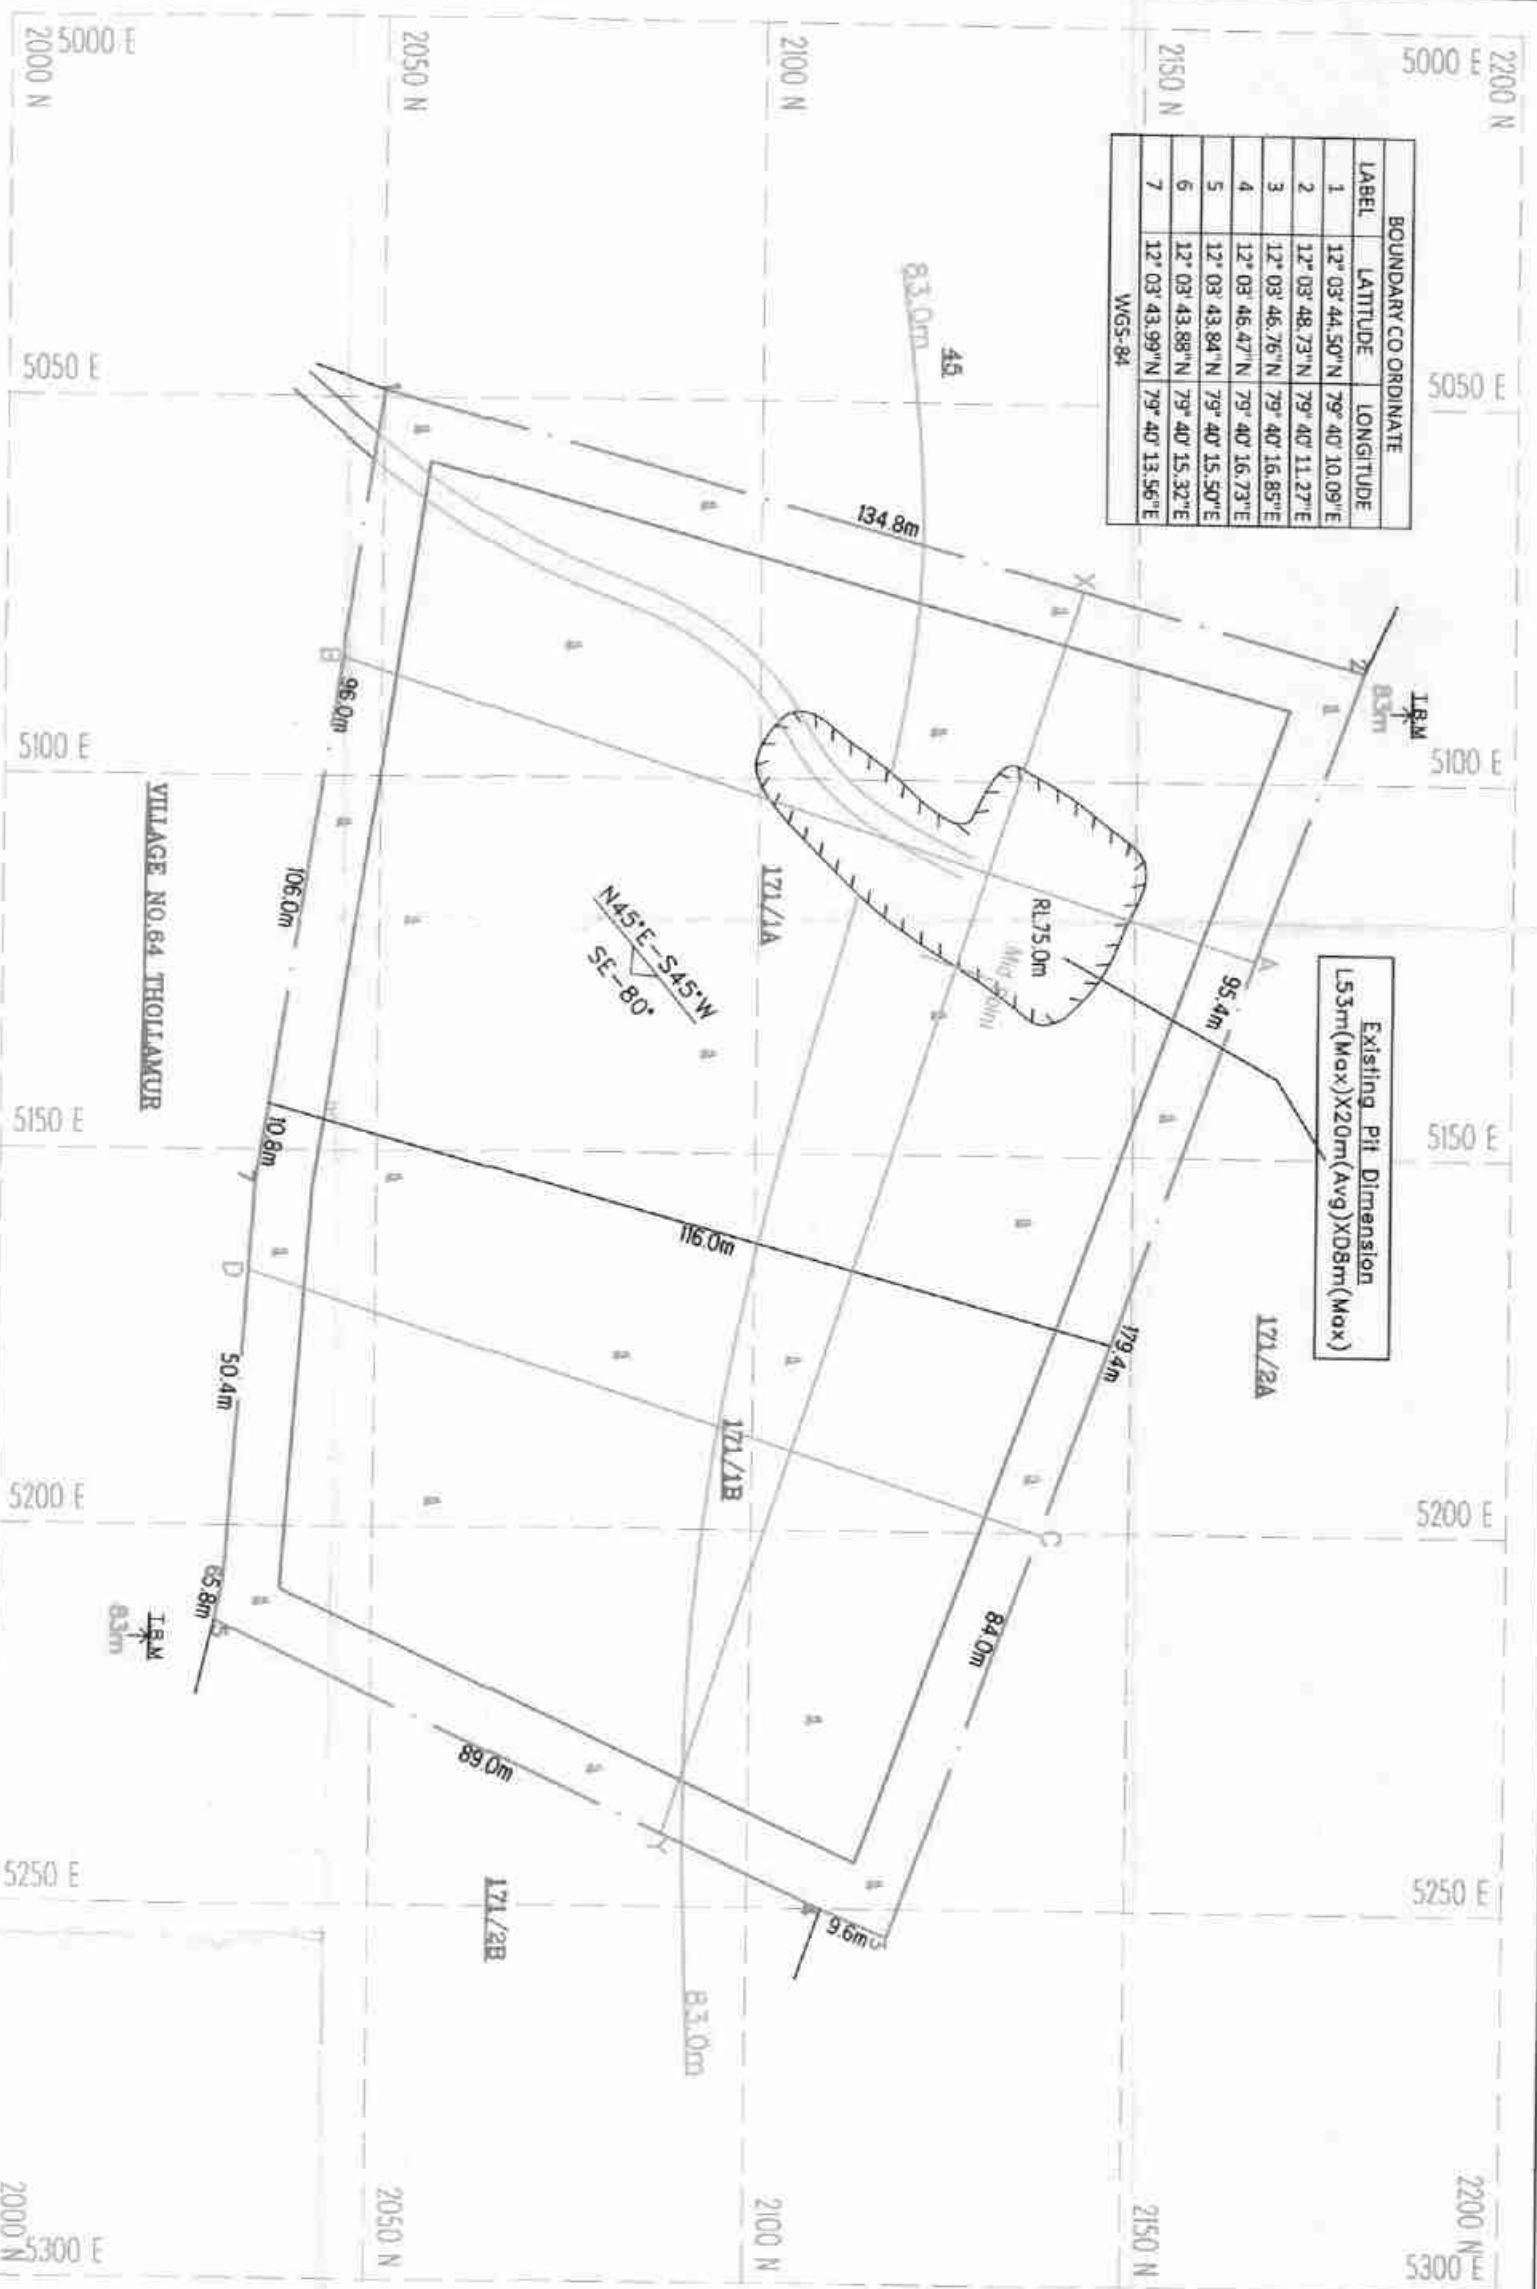 2200 N
5000 E
5050 E
5100 E
5150 E
5200 E
5250 E
2200 N
5300 E
2150 N
2150 N
2100 N
2100 N
2050 N
2050 N
2000 N
5000 E
5050 E
5100 E
5150 E
5200 E
5250 E
2000 N
5300 E
BOUNDARY CO ORDINATE
LABEL LATITUDE LONGITUDE
1 12° 03' 44.50"N 79° 40' 10.09"E
2 12° 03' 48.73"N 79° 40' 11.27"E
3 12° 03' 46.76"N 79° 40' 16.85"E
4 12° 03' 46.47"N 79° 40' 16.73"E
5 12° 03' 43.84"N 79° 40' 15.50"E
6 12° 03' 43.88"N 79° 40' 15.32"E
7 12° 03' 43.99"N 79° 40' 13.56"E
WGS-84
T.B.M
83m
Existing Pit Dimension
L53m(Max)X20m(Avg)XD8m(Max)
171/2A
2
A
95.4m
179.4m
C
84.0m
3
9.6m
X
134.8m
45
83.0m
RL75.0m
Mid Point
171/1A
N45°E-S45°W
SE-80°
116.0m
171/1B
83.0m
Y
89.0m
171/2B
1
B
96.0m
106.0m
10.8m
7
D
50.4m
65.8m
5
T.B.M
83m
VILLAGE NO.64 THOLLAMUR